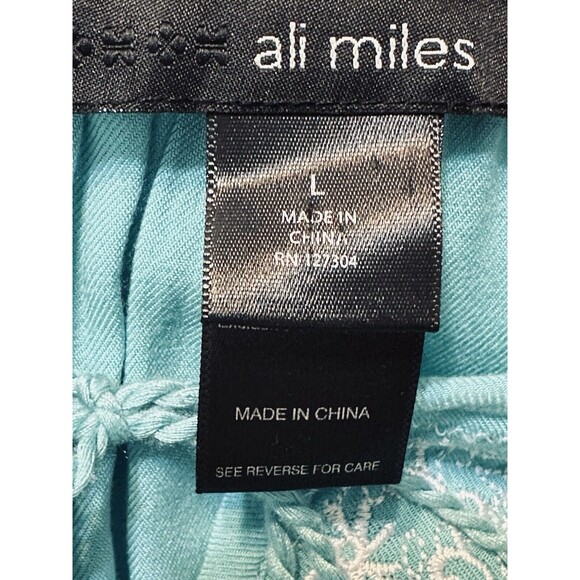 ali miles
L
MADE IN
CHINA
RN 127304
MADE IN CHINA
SEE REVERSE FOR CARE